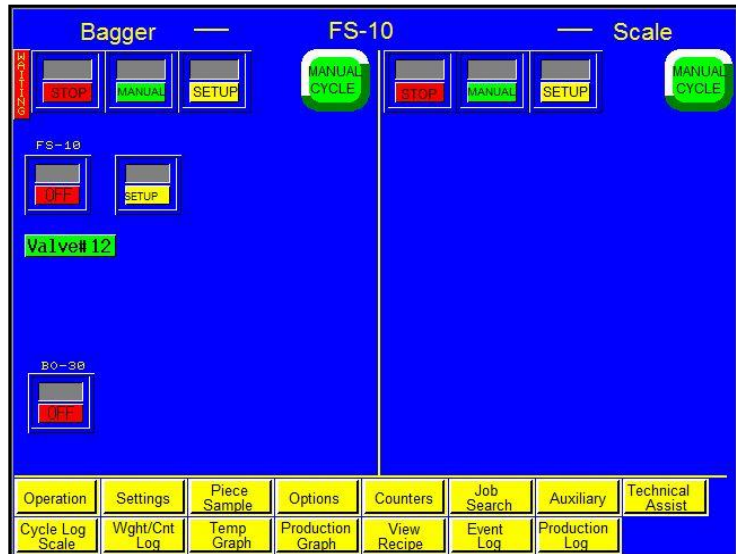 Bagger — FS-10 — Scale
WAITING
STOP MANUAL SETUP MANUAL CYCLE STOP MANUAL SETUP MANUAL CYCLE
FS-10
OFF SETUP
Valve#12
BO-30
OFF
Operation Settings Piece Sample Options Counters Job Search Auxiliary Technical Assist
Cycle Log Scale Wght/Cnt Log Temp Graph Production Graph View Recipe Event Log Production Log